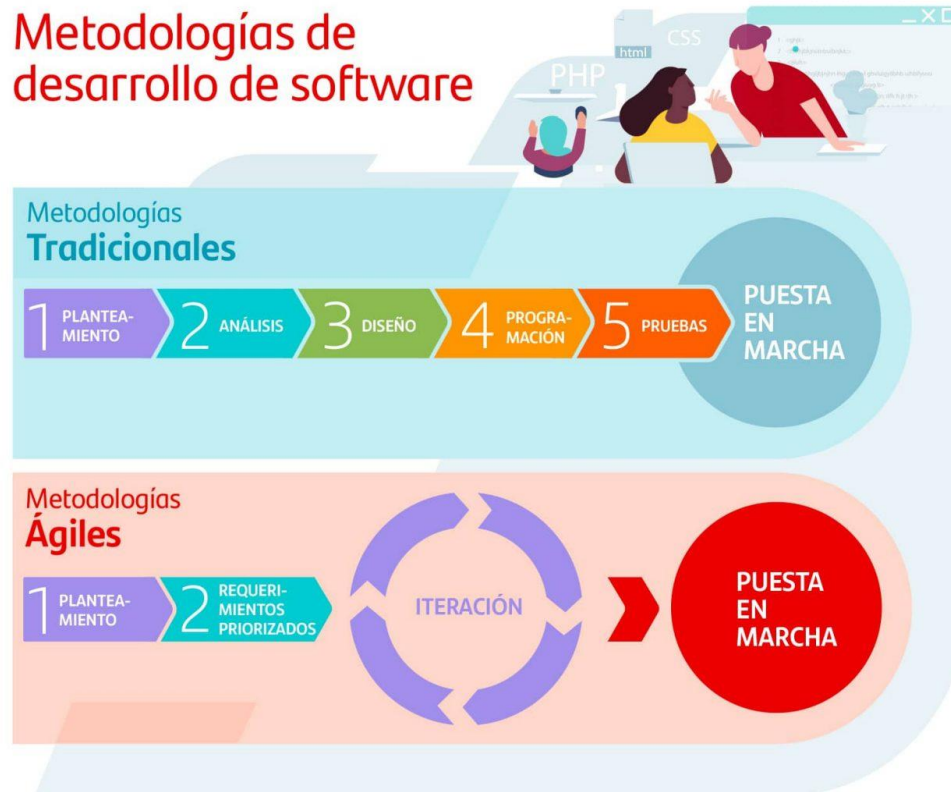 Metodologías de
desarrollo de software
html
CSS
PHP
Metodologías
Tradicionales
1 PLANTEA-
MIENTO
2 ANÁLISIS
3 DISEÑO
4 PROGRA-
MACIÓN
5 PRUEBAS
PUESTA
EN
MARCHA
Metodologías
Ágiles
1 PLANTEA-
MIENTO
2 REQUERI-
MIENTOS
PRIORIZADOS
ITERACIÓN
PUESTA
EN
MARCHA